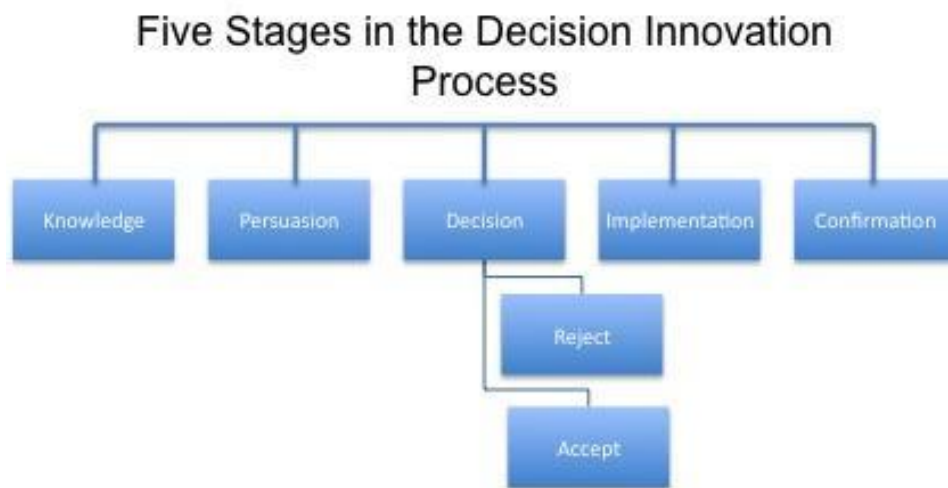 Five Stages in the Decision Innovation
Process
Knowledge
Persuasion
Decision
Implementation
Confirmation
Reject
Accept